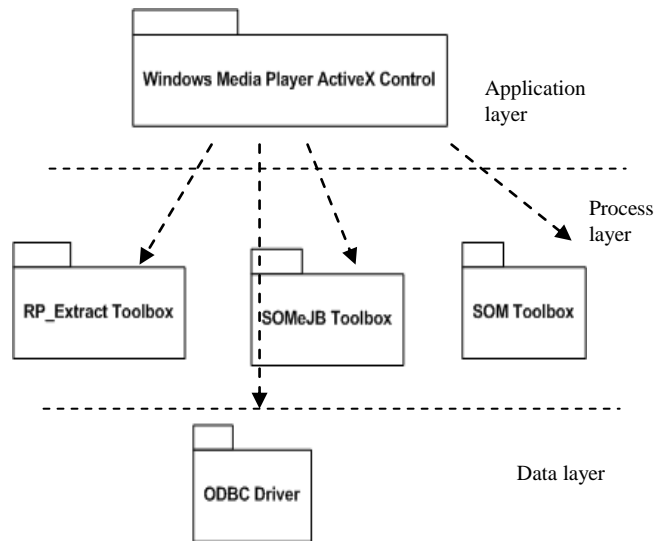 Windows Media Player ActiveX Control
Application
layer
Process
layer
RP_Extract Toolbox
SOMeJB Toolbox
SOM Toolbox
Data layer
ODBC Driver